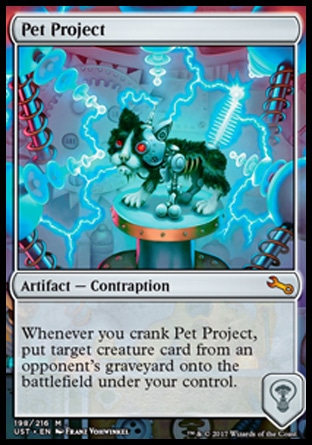 Pet Project
Artifact — Contraption
Whenever you crank Pet Project,
put target creature card from an
opponent's graveyard onto the
battlefield under your control.
198/216 M
UST • EN Franz Vohwinkel
™ & © 2017 Wizards of the Coast